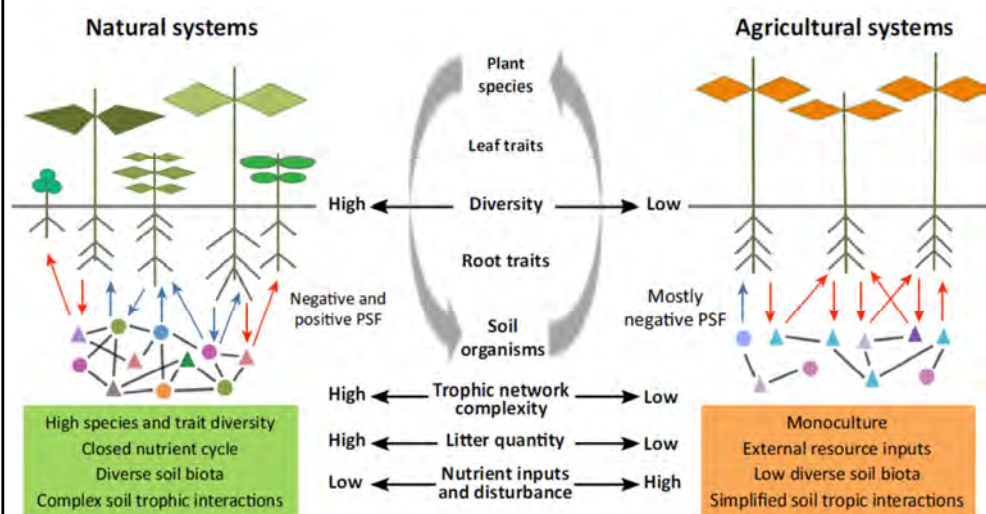 Natural systems
Agricultural systems
Plant
species
Leaf traits
High
Diversity
Low
Root traits
Negative and
positive PSF
Mostly
negative PSF
Soil
organisms
High
Trophic network
complexity
Low
High
Litter quantity
Low
Low
Nutrient inputs
and disturbance
High
High species and trait diversity
Closed nutrient cycle
Diverse soil biota
Complex soil trophic interactions
Monoculture
External resource inputs
Low diverse soil biota
Simplified soil tropic interactions